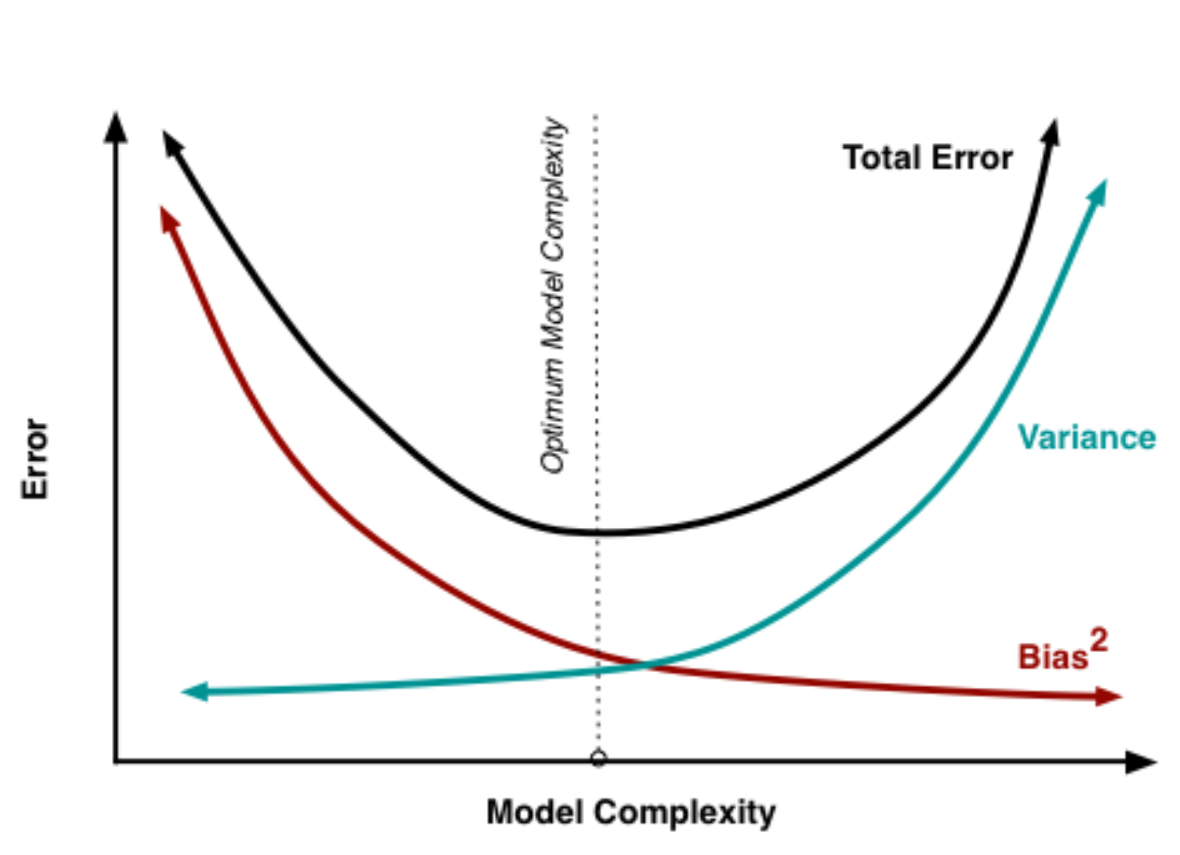 Optimum Model Complexity
Total Error
Variance
Error
Bias²
Model Complexity